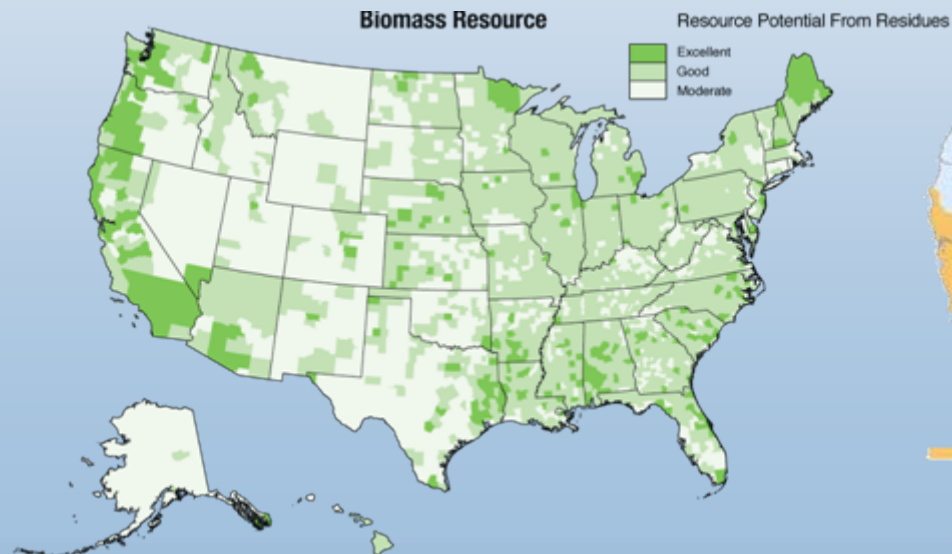 Biomass Resource
Resource Potential From Residues
Excellent
Good
Moderate